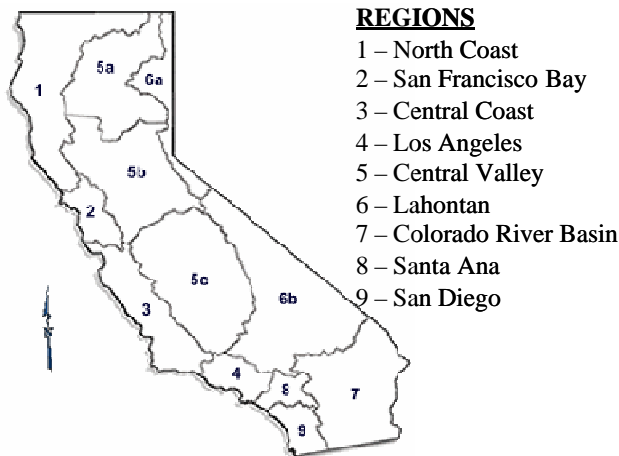 REGIONS
1 – North Coast
2 – San Francisco Bay
3 – Central Coast
4 – Los Angeles
5 – Central Valley
6 – Lahontan
7 – Colorado River Basin
8 – Santa Ana
9 – San Diego
5a
6a
1
5b
2
5c
6b
3
4
8
7
9
N